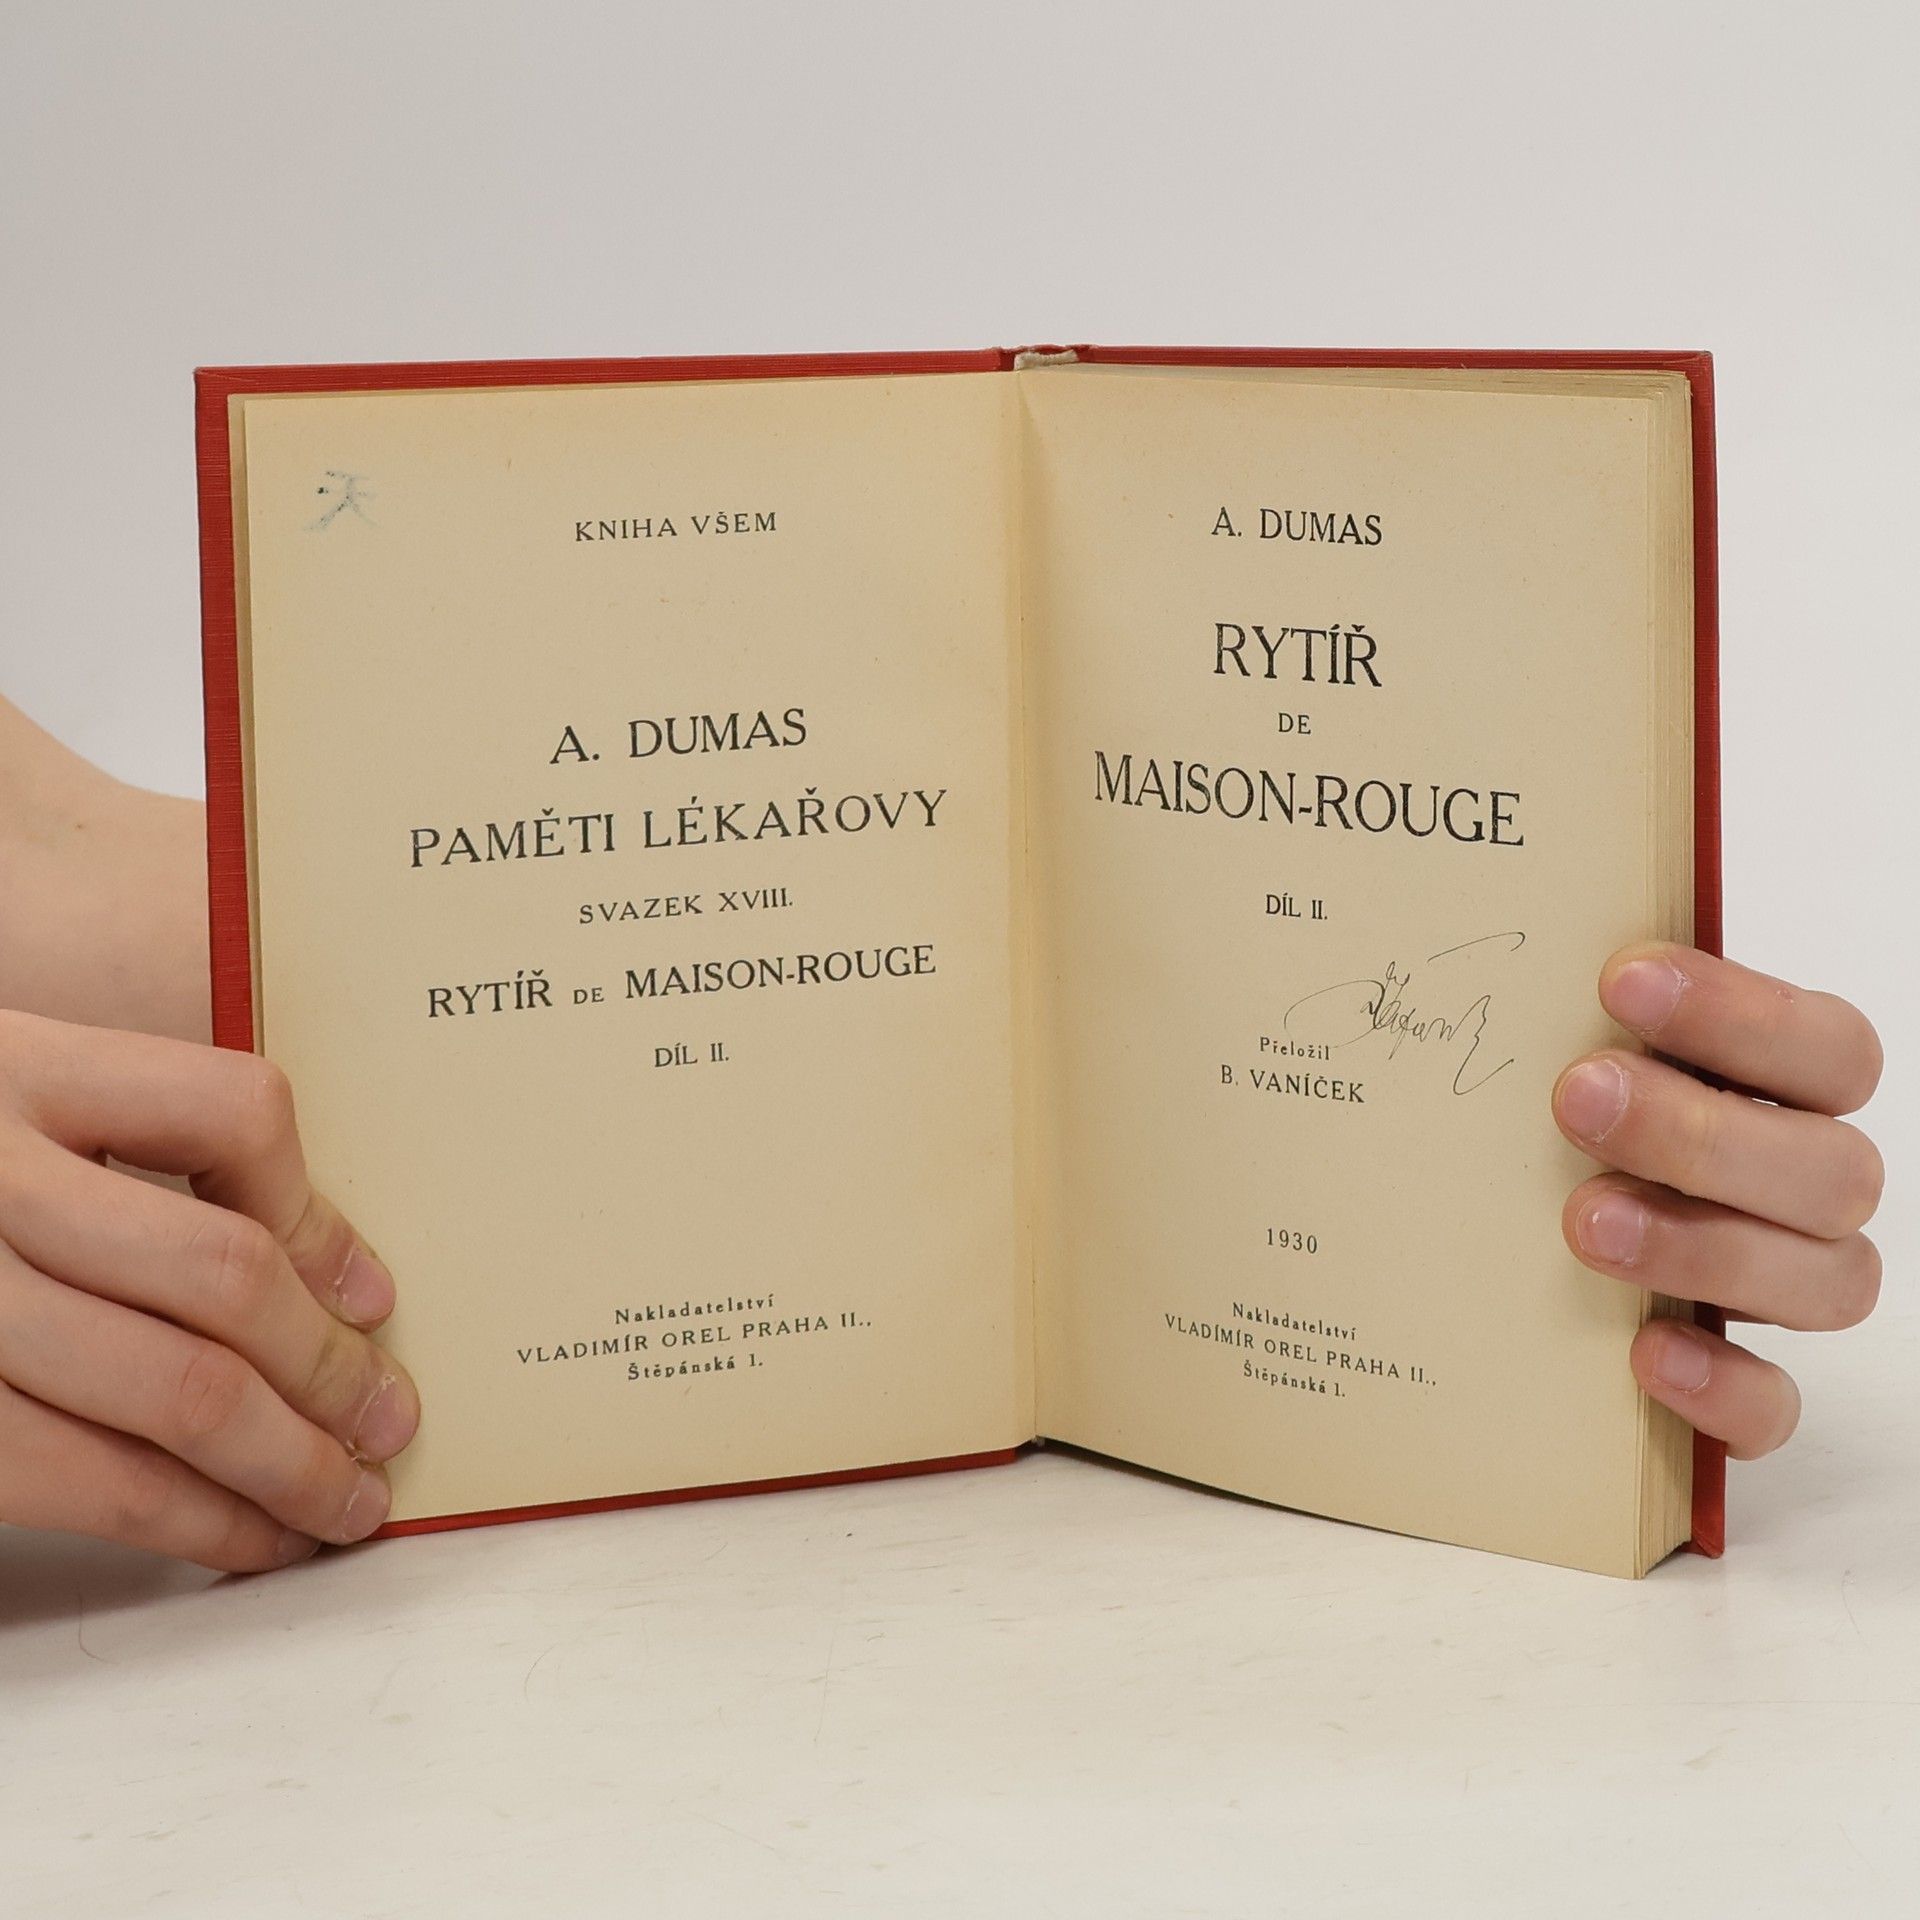 KNIHA VŠEM
A. DUMAS
PAMĚTI LÉKAŘOVY
SVAZEK XVIII.
RYTÍŘ DE MAISON-ROUGE
DÍL II.
Nakladatelství
VLADIMÍR OREL PRAHA II.,
Štěpánská 1.
A. DUMAS
RYTÍŘ
DE
MAISON-ROUGE
DÍL II.
Přeložil
B. VANÍČEK
1930
Nakladatelství
VLADÍMÍR OREL PRAHA II.,
Štěpánská 1.